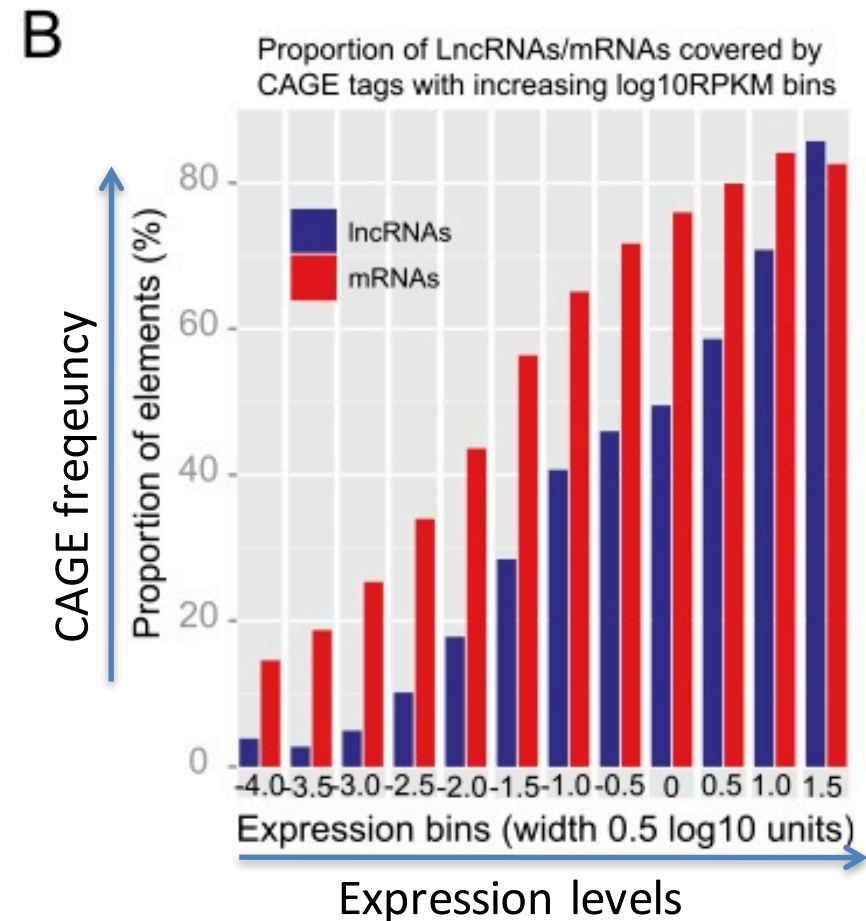 B
Proportion of LncRNAs/mRNAs covered by
CAGE tags with increasing log10RPKM bins
CAGE freqeuncy
Proportion of elements (%)
80
60
40
20
0
lncRNAs
mRNAs
-4.0 -3.5 -3.0 -2.5 -2.0 -1.5 -1.0 -0.5 0 0.5 1.0 1.5
Expression bins (width 0.5 log10 units)
Expression levels